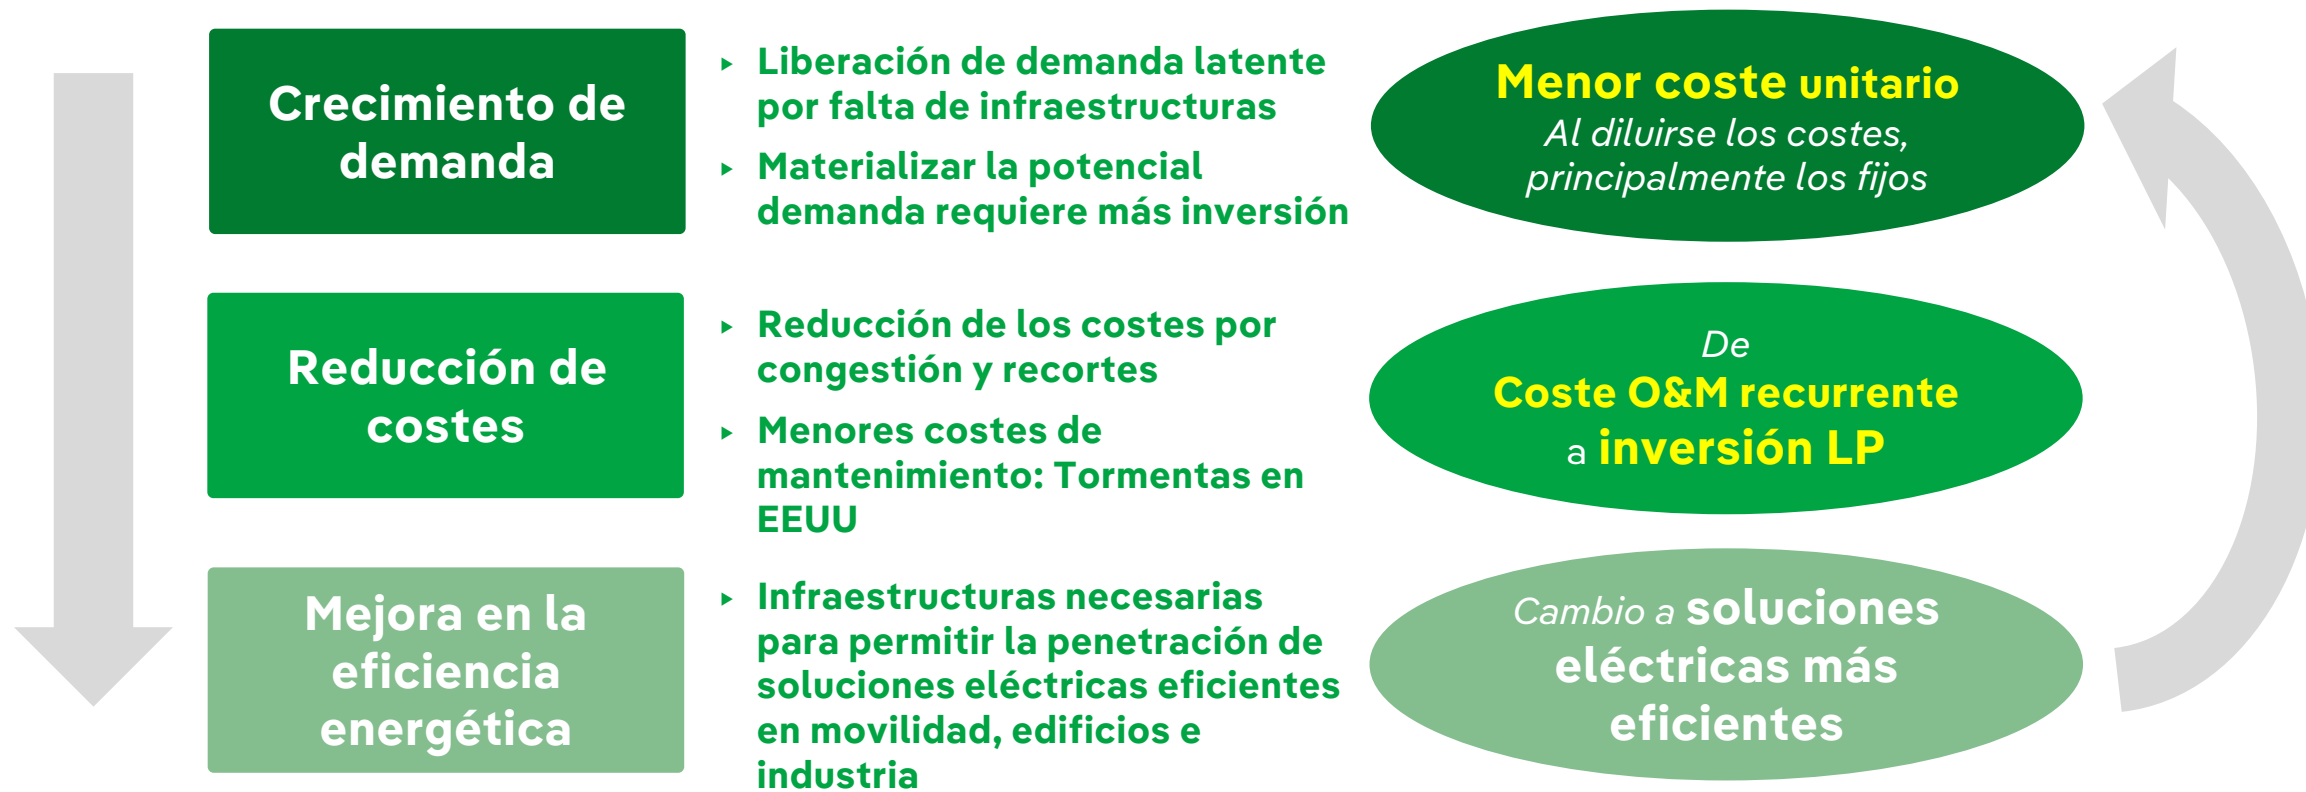 Crecimiento de
demanda
▸ Liberación de demanda latente
por falta de infraestructuras
▸ Materializar la potencial
demanda requiere más inversión
Menor coste unitario
Al diluirse los costes,
principalmente los fijos
Reducción de
costes
▸ Reducción de los costes por
congestión y recortes
▸ Menores costes de
mantenimiento: Tormentas en
EEUU
De
Coste O&M recurrente
a inversión LP
Mejora en la
eficiencia
energética
▸ Infraestructuras necesarias
para permitir la penetración de
soluciones eléctricas eficientes
en movilidad, edificios e
industria
Cambio a soluciones
eléctricas más
eficientes